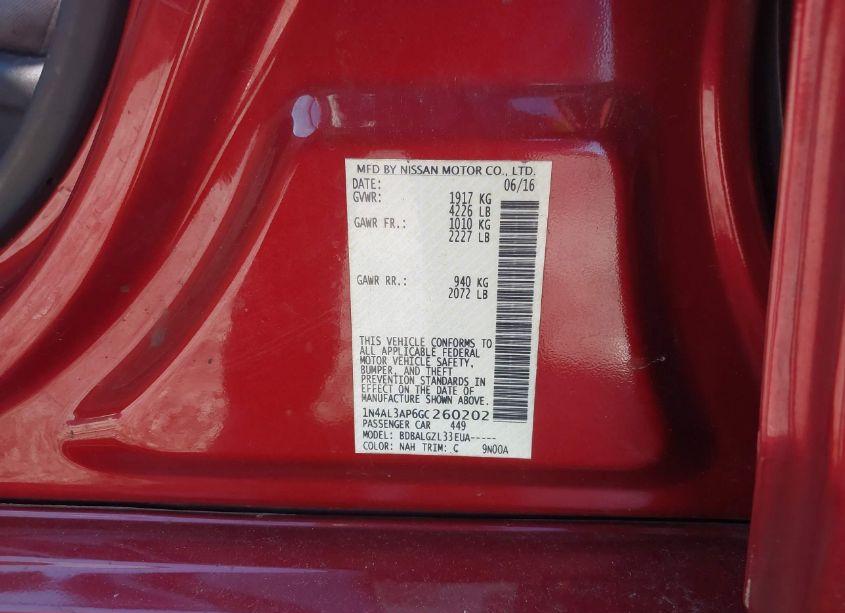 MFD BY NISSAN MOTOR CO., LTD.
DATE: 06/16
GVWR: 1917 KG
4226 LB
GAWR FR.: 1010 KG
2227 LB
GAWR RR.: 940 KG
2072 LB
THIS VEHICLE CONFORMS TO
ALL APPLICABLE FEDERAL
MOTOR VEHICLE SAFETY,
BUMPER, AND THEFT
PREVENTION STANDARDS IN
EFFECT ON THE DATE OF
MANUFACTURE SHOWN ABOVE.
1N4AL3AP6GC260202
PASSENGER CAR 449
MODEL: BDBALGZL33EUA-----
COLOR: NAH TRIM: C 9N00A